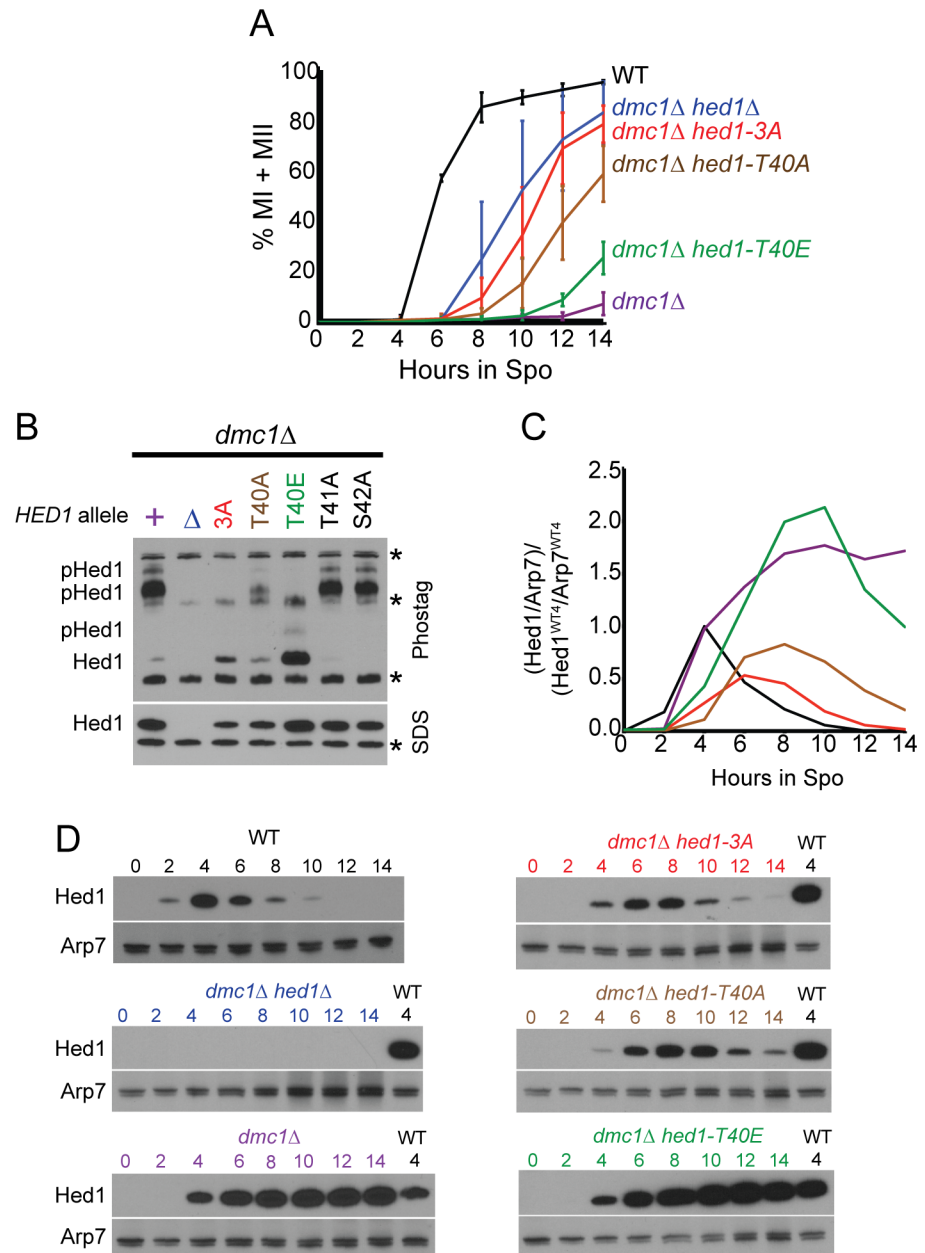 A
% MI + MII
100
80
60
40
20
0
0 2 4 6 8 10 12 14
Hours in Spo
WT
dmc1Δ hed1Δ
dmc1Δ hed1-3A
dmc1Δ hed1-T40A
dmc1Δ hed1-T40E
dmc1Δ
B
dmc1Δ
HED1 allele + Δ 3A T40A T40E T41A S42A
pHed1 *
pHed1 *
pHed1
Hed1 *
Phostag
Hed1 *
SDS
C
(Hed1/Arp7)/
(Hed1WT4/Arp7WT4)
2.5
2.0
1.5
1.0
0.5
0.0
0 2 4 6 8 10 12 14
Hours in Spo
D
WT
0 2 4 6 8 10 12 14
Hed1
Arp7
dmc1Δ hed1Δ WT
0 2 4 6 8 10 12 14 4
Hed1
Arp7
dmc1Δ WT
0 2 4 6 8 10 12 14 4
Hed1
Arp7
dmc1Δ hed1-3A WT
0 2 4 6 8 10 12 14 4
dmc1Δ hed1-T40A WT
0 2 4 6 8 10 12 14 4
dmc1Δ hed1-T40E WT
0 2 4 6 8 10 12 14 4